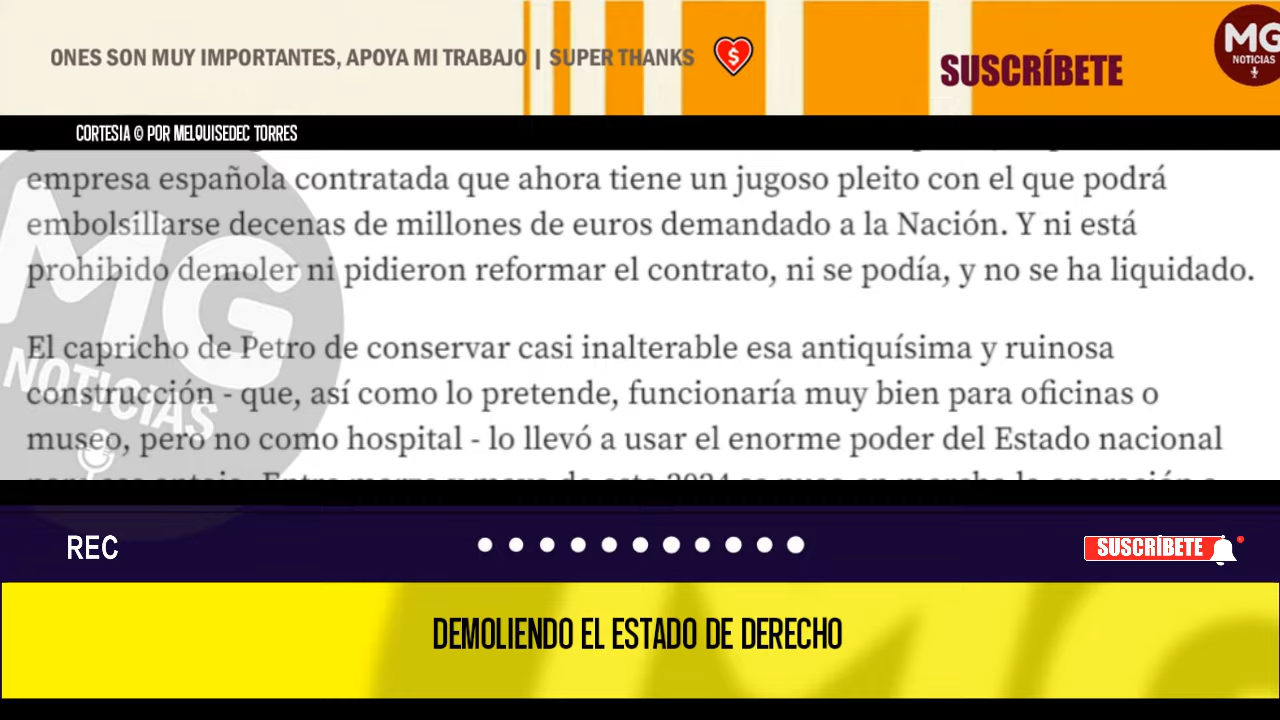 ONES SON MUY IMPORTANTES, APOYA MI TRABAJO | SUPER THANKS
$
SUSCRÍBETE
MG
NOTICIAS
CORTESIA © POR MELQUISEDEC TORRES
empresa española contratada que ahora tiene un jugoso pleito con el que podrá
embolsillarse decenas de millones de euros demandado a la Nación. Y ni está
prohibido demoler ni pidieron reformar el contrato, ni se podía, y no se ha liquidado.
El capricho de Petro de conservar casi inalterable esa antiquísima y ruinosa
construcción - que, así como lo pretende, funcionaría muy bien para oficinas o
museo, pero no como hospital - lo llevó a usar el enorme poder del Estado nacional
MG
NOTICIAS
REC
SUSCRÍBETE
DEMOLIENDO EL ESTADO DE DERECHO